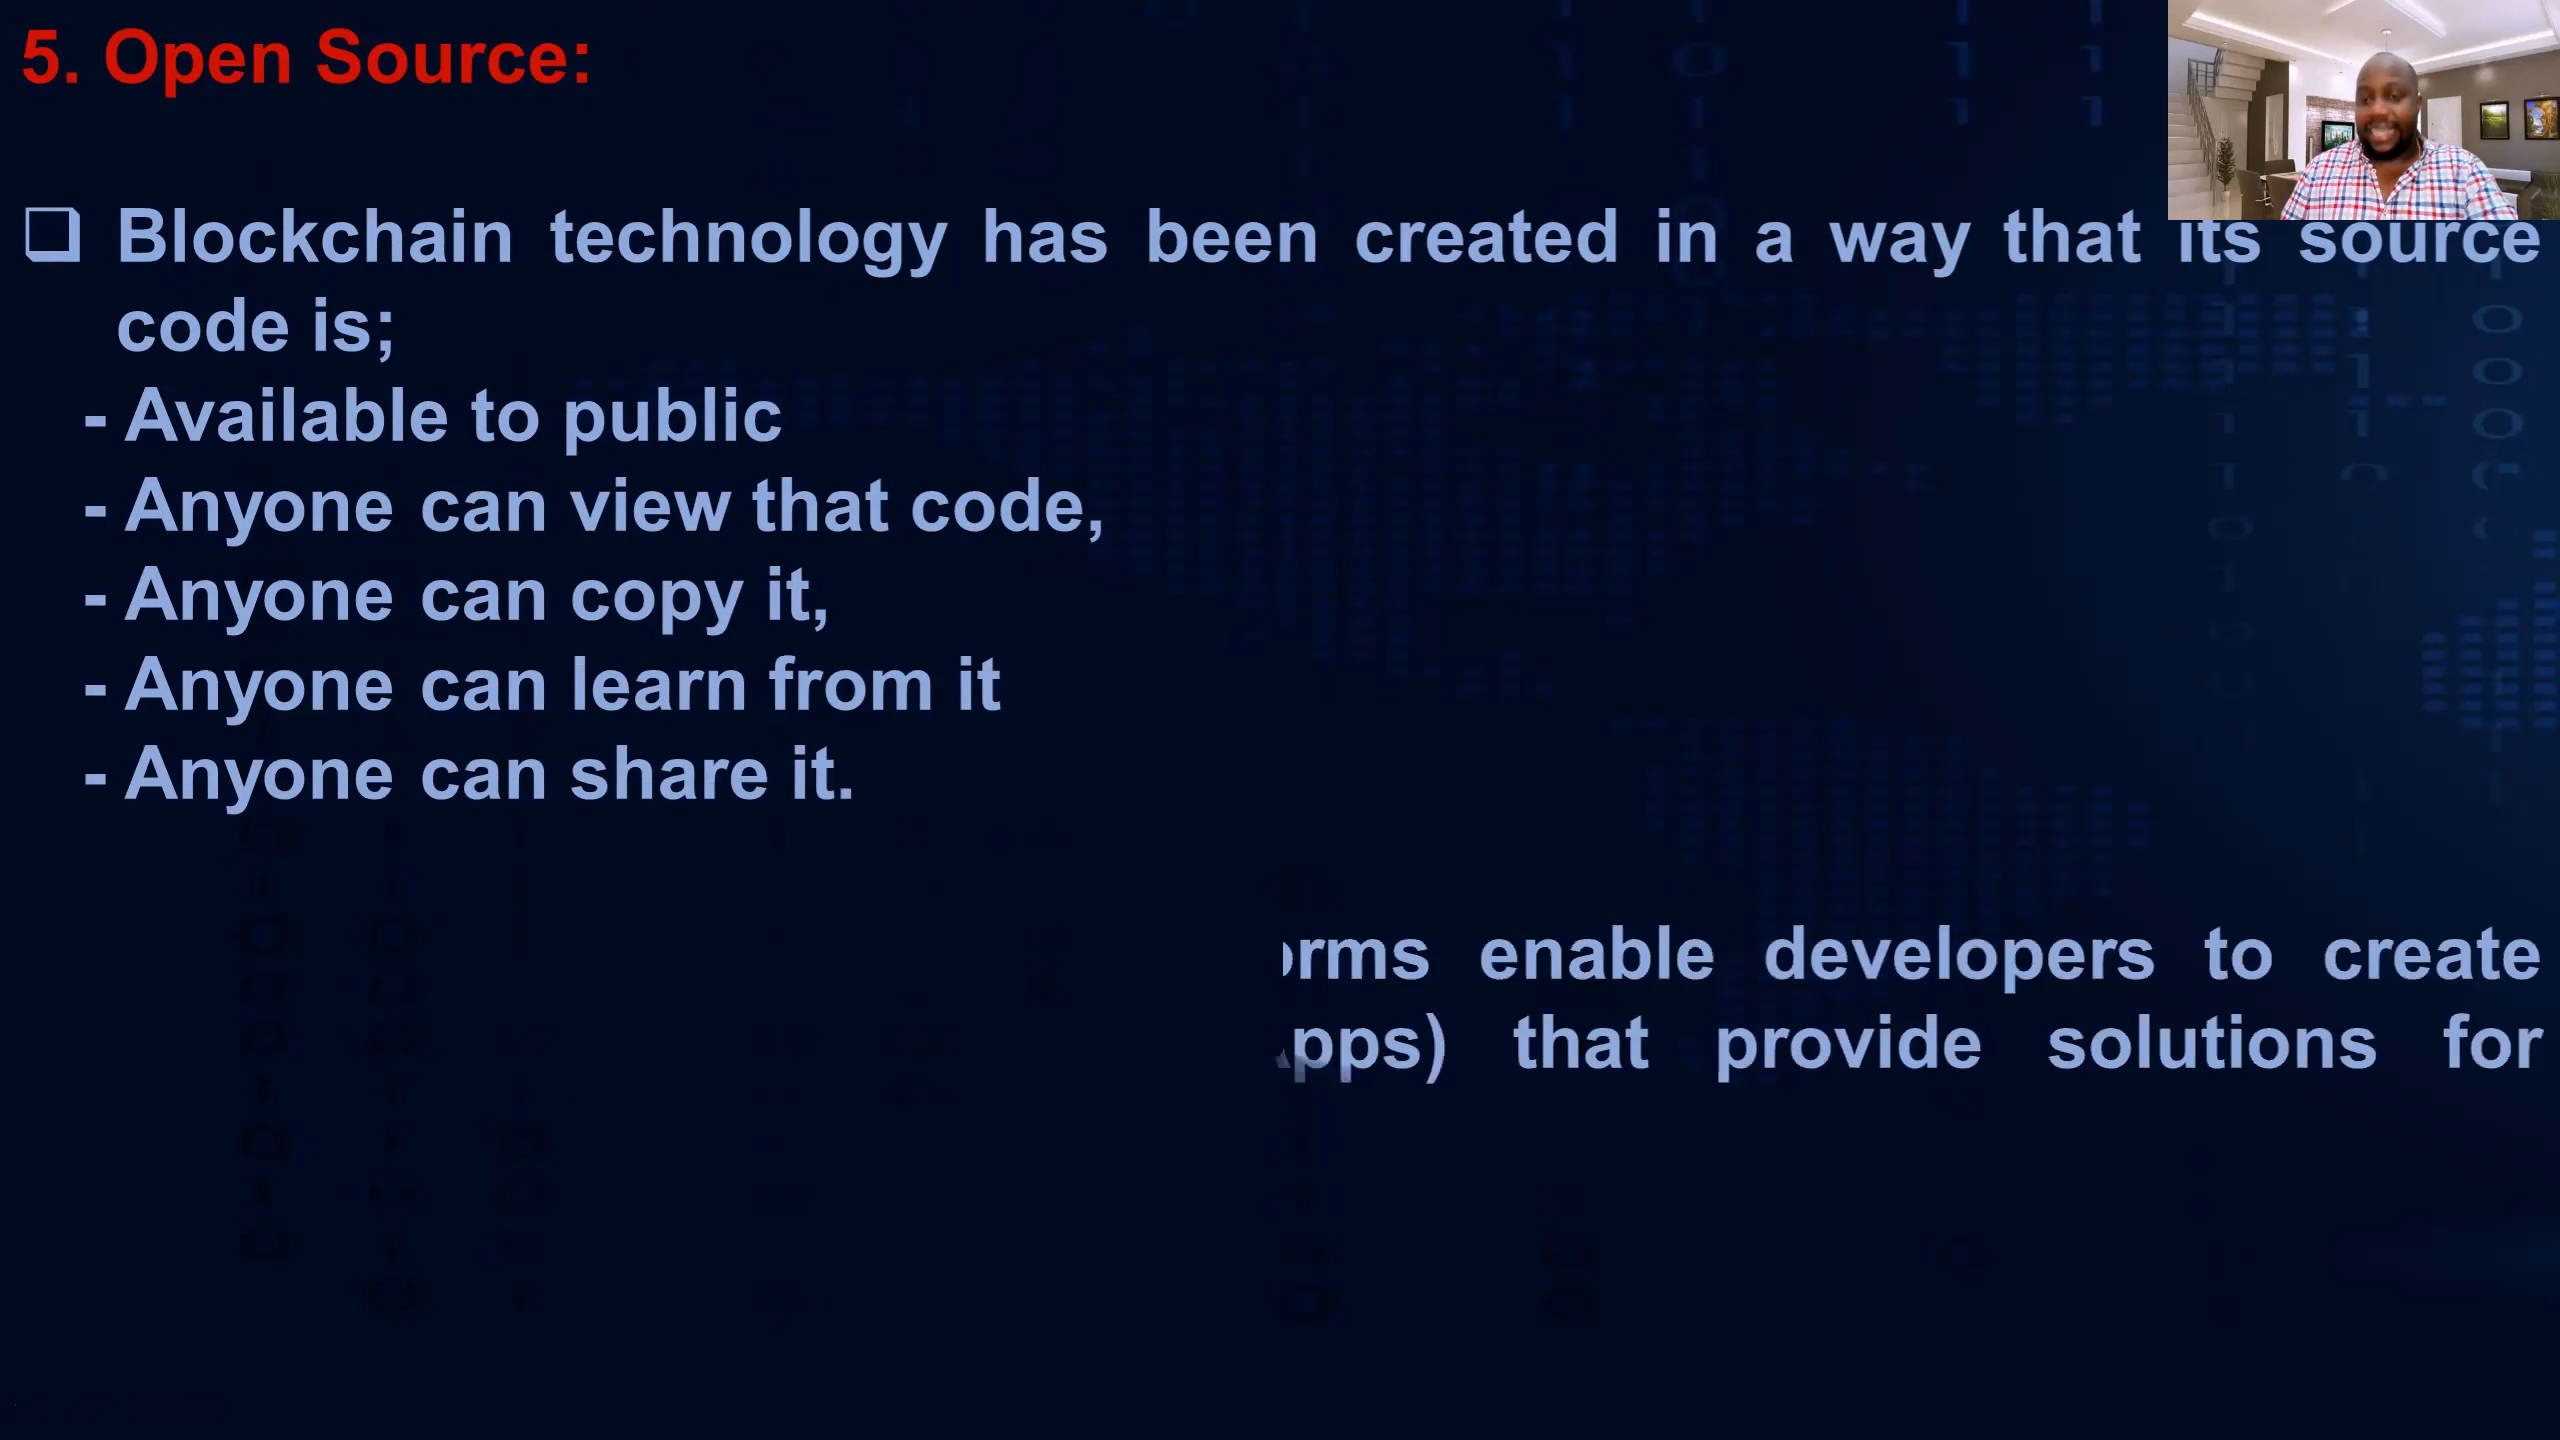 5. Open Source:
❑ Blockchain technology has been created in a way that its source
code is;
- Available to public
- Anyone can view that code,
- Anyone can copy it,
- Anyone can learn from it
- Anyone can share it.
enable developers to create
that provide solutions for